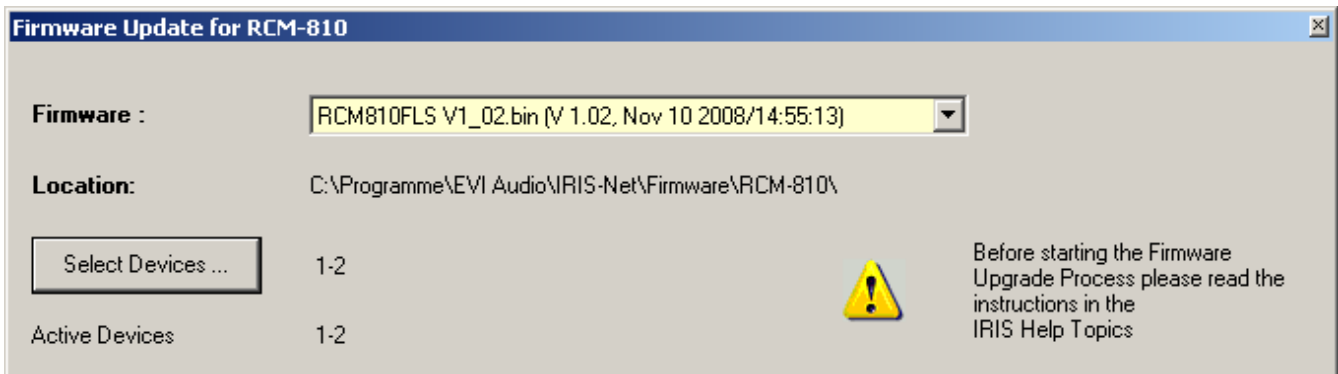 Firmware Update for RCM-810
Firmware :
RCM810FLS V1_02.bin (V 1.02, Nov 10 2008/14:55:13)
Location:
C:\Programme\EVI Audio\IRIS-Net\Firmware\RCM-810\
Select Devices ...
1-2
Before starting the Firmware
Upgrade Process please read the
instructions in the
IRIS Help Topics
Active Devices
1-2